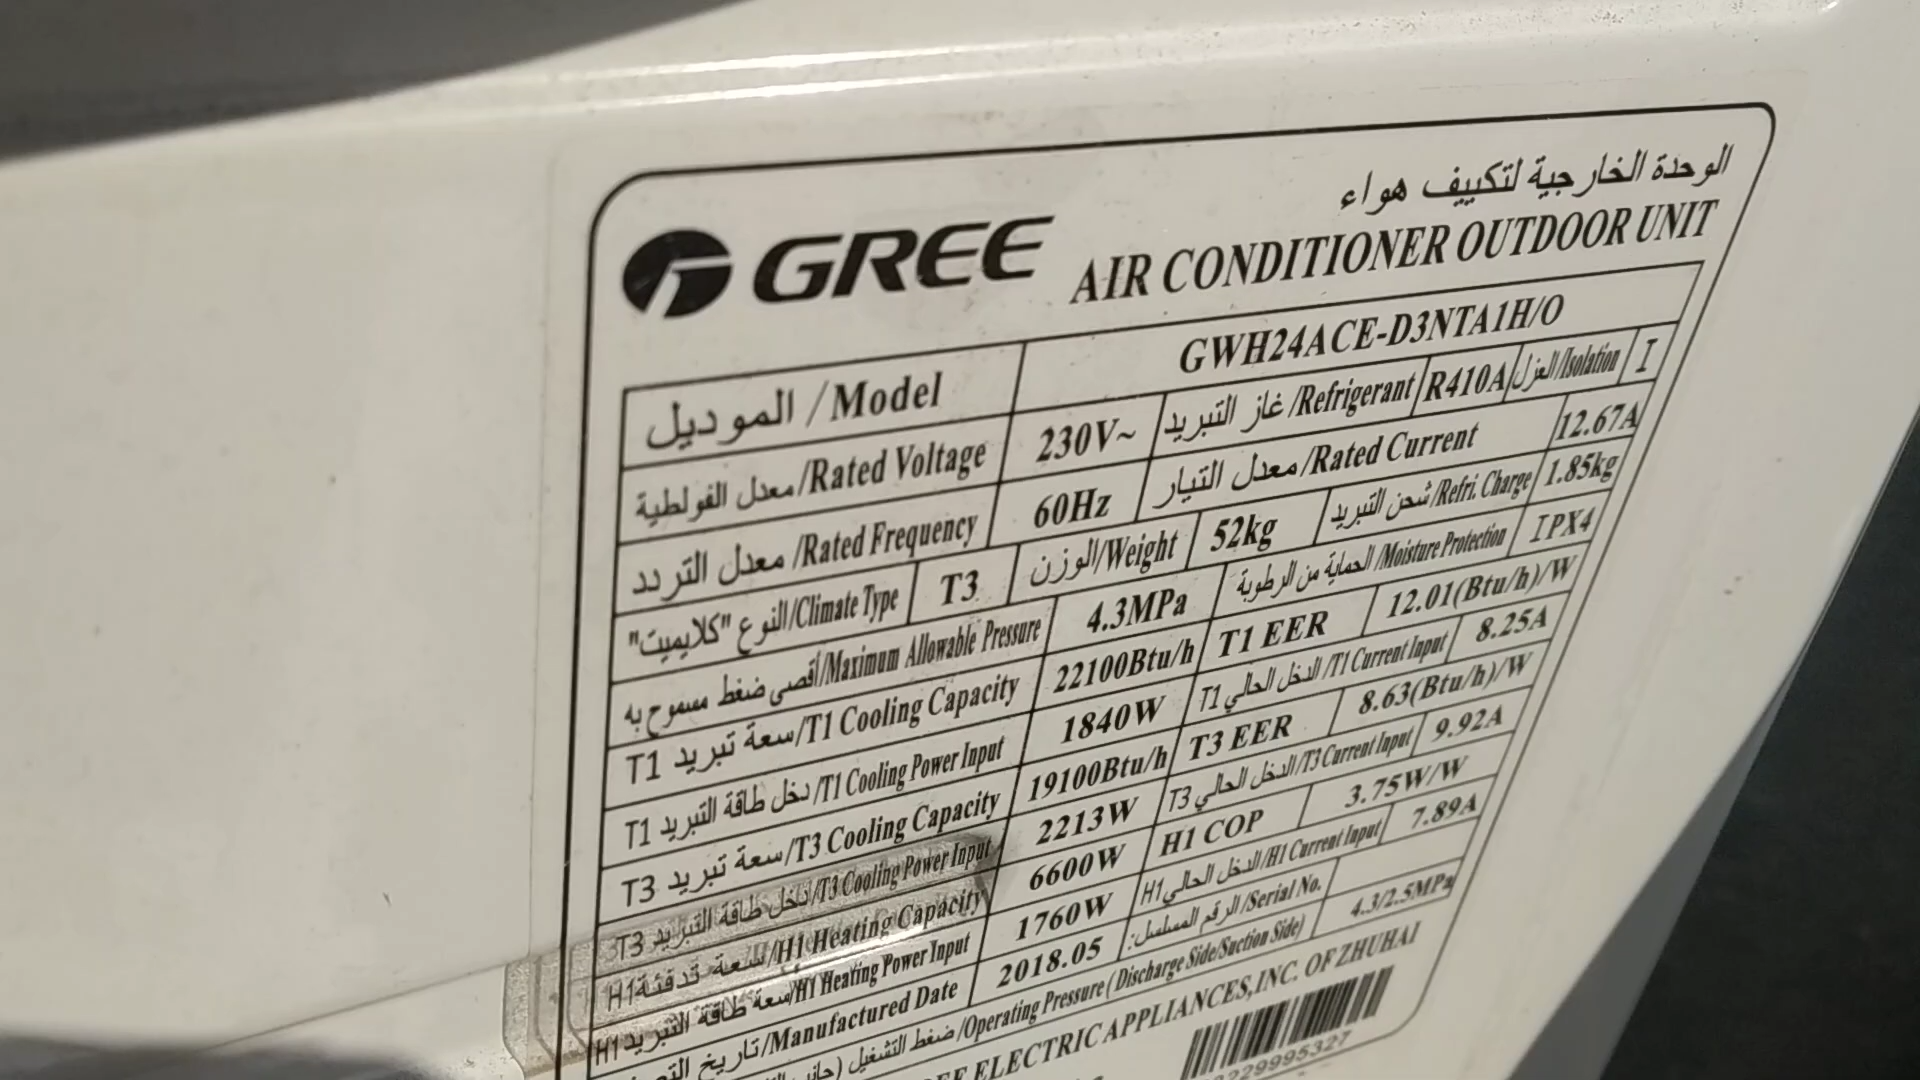 الوحدة الخارجية لتكييف هواء
GREE AIR CONDITIONER OUTDOOR UNIT
الموديل / Model GWH24ACE-D3NTA1H/O
معدل الفولطية/Rated Voltage 230V~ غاز التبريد/Refrigerant R410A العزل/Isolation I
معدل التردد/Rated Frequency 60Hz معدل التيار/Rated Current 12.67A
النوع "كلايميت"/Climate Type T3 الوزن/Weight 52kg شحن التبريد/Refri. Charge 1.85kg
أقصى ضغط مسموح به/Maximum Allowable Pressure 4.3MPa الحماية من الرطوبة/Moisture Protection IPX4
سعة تبريد T1/T1 Cooling Capacity 22100Btu/h T1 EER 12.01(Btu/h)/W
دخل طاقة التبريد T1/T1 Cooling Power Input 1840W الدخل الحالي T1/T1 Current Input 8.25A
سعة تبريد T3/T3 Cooling Capacity 19100Btu/h T3 EER 8.63(Btu/h)/W
دخل طاقة التبريد T3/T3 Cooling Power Input 2213W الدخل الحالي T3/T3 Current Input 9.92A
سعة تدفئة H1/H1 Heating Capacity 6600W H1 COP 3.75W/W
سعة طاقة التبريد H1/H1 Heating Power Input 1760W الدخل الحالي H1/H1 Current Input 7.89A
تاريخ/Manufactured Date 2018.05 الرقم المسلسل:/Serial No.
ضغط التشغيل/Operating Pressure (Discharge Side/Suction Side) 4.3/2.5MPa
ELECTRIC APPLIANCES,INC. OF ZHUHAI